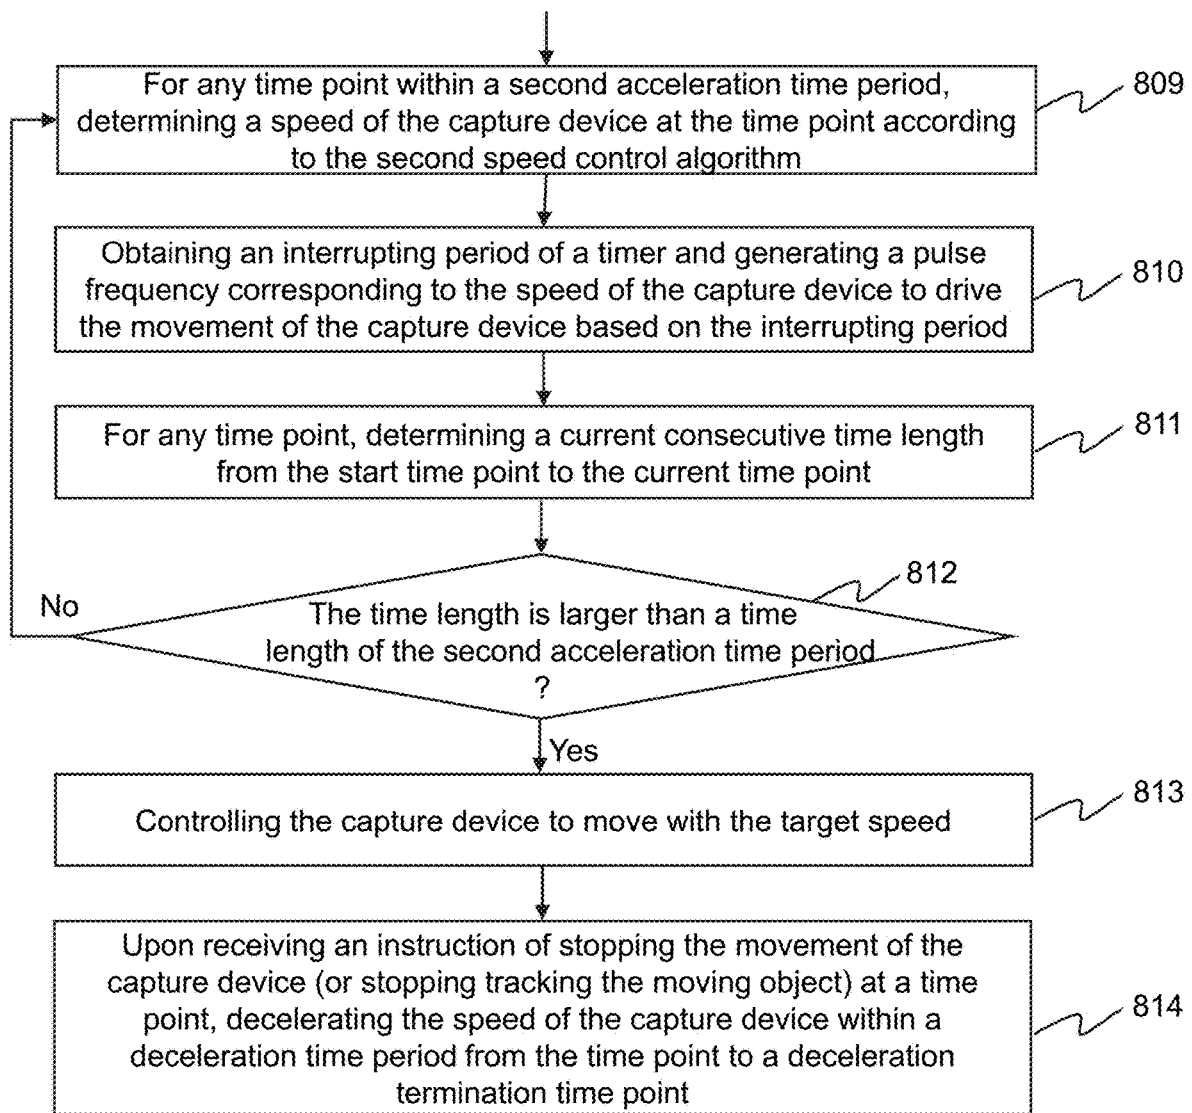 For any time point within a second acceleration time period,
determining a speed of the capture device at the time point according
to the second speed control algorithm
809
Obtaining an interrupting period of a timer and generating a pulse
frequency corresponding to the speed of the capture device to drive
the movement of the capture device based on the interrupting period
810
For any time point, determining a current consecutive time length
from the start time point to the current time point
811
812
No
The time length is larger than a time
length of the second acceleration time period
?
Yes
Controlling the capture device to move with the target speed
813
Upon receiving an instruction of stopping the movement of the
capture device (or stopping tracking the moving object) at a time
point, decelerating the speed of the capture device within a
deceleration time period from the time point to a deceleration
termination time point
814